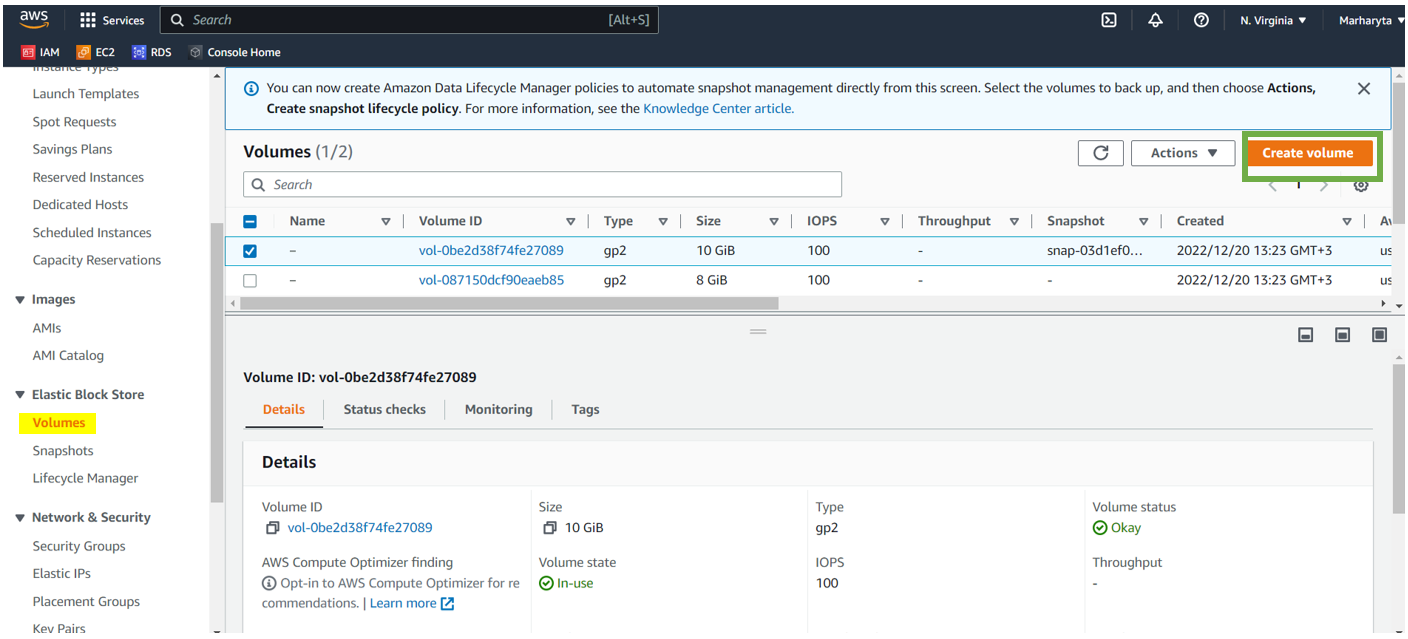 aws
Services
Search
[Alt+S]
N. Virginia
Marharyta
IAM
EC2
RDS
Console Home
Instance Types
Launch Templates
Spot Requests
Savings Plans
Reserved Instances
Dedicated Hosts
Scheduled Instances
Capacity Reservations
Images
AMIs
AMI Catalog
Elastic Block Store
Volumes
Snapshots
Lifecycle Manager
Network & Security
Security Groups
Elastic IPs
Placement Groups
Key Pairs
You can now create Amazon Data Lifecycle Manager policies to automate snapshot management directly from this screen. Select the volumes to back up, and then choose Actions,
Create snapshot lifecycle policy. For more information, see the Knowledge Center article.
Volumes (1/2)
Actions
Create volume
Search
1
Name Volume ID Type Size IOPS Throughput Snapshot Created Av
– vol-0be2d38f74fe27089 gp2 10 GiB 100 - snap-03d1ef0... 2022/12/20 13:23 GMT+3 us
– vol-087150dcf90eaeb85 gp2 8 GiB 100 - - 2022/12/20 13:23 GMT+3 us
Volume ID: vol-0be2d38f74fe27089
Details Status checks Monitoring Tags
Details
Volume ID
vol-0be2d38f74fe27089
Size
10 GiB
Type
gp2
Volume status
Okay
AWS Compute Optimizer finding
Opt-in to AWS Compute Optimizer for re
commendations. | Learn more
Volume state
In-use
IOPS
100
Throughput
-